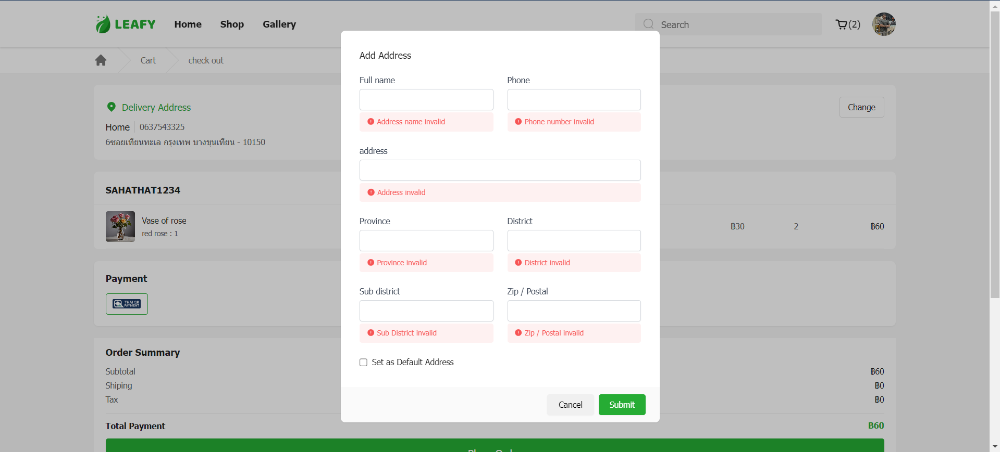 LEAFY
Home
Shop
Gallery
Search
(2)
Cart
check out
Delivery Address
Change
Home
0637543325
6ซอยเทียนทะเล กรุงเทพ บางขุนเทียน - 10150
SAHATHAT1234
Vase of rose
red rose : 1
฿30
2
฿60
Payment
THAI QR
PAYMENT
Order Summary
Subtotal
฿60
Shiping
฿0
Tax
฿0
Total Payment
฿60
Add Address
Full name
Phone
Address name invalid
Phone number invalid
address
Address invalid
Province
District
Province invalid
District invalid
Sub district
Zip / Postal
Sub District invalid
Zip / Postal invalid
Set as Default Address
Cancel
Submit